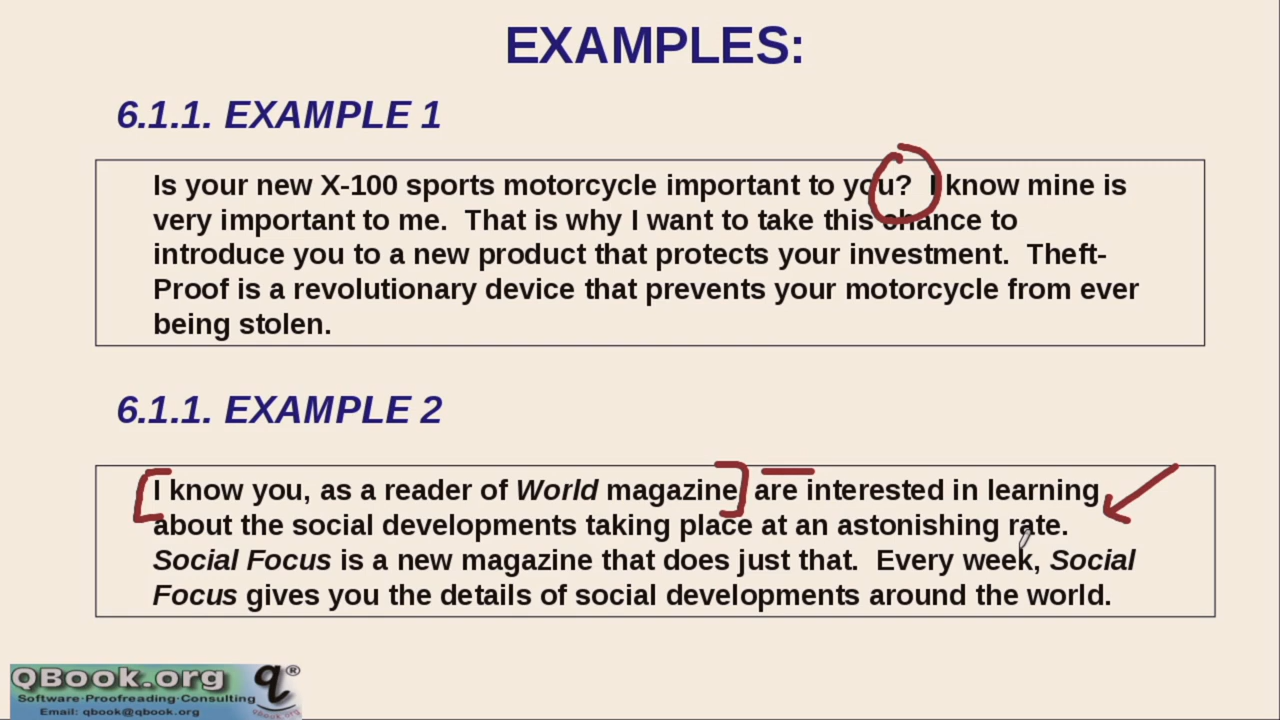 EXAMPLES:
6.1.1. EXAMPLE 1
Is your new X-100 sports motorcycle important to you?  I know mine is
very important to me.  That is why I want to take this chance to
introduce you to a new product that protects your investment.  Theft-
Proof is a revolutionary device that prevents your motorcycle from ever
being stolen.
6.1.1. EXAMPLE 2
I know you, as a reader of World magazine, are interested in learning
about the social developments taking place at an astonishing rate.
Social Focus is a new magazine that does just that.  Every week, Social
Focus gives you the details of social developments around the world.
QBook.org
Software·Proofreading·Consulting
Email: qbook@qbook.org
q®
qbook.org